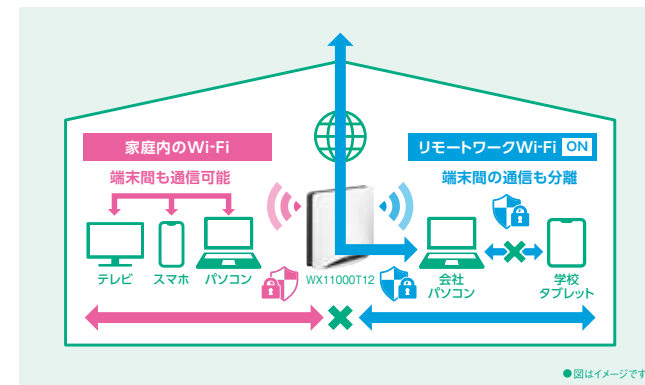 家庭内のWi-Fi
端末間も通信可能
テレビ
スマホ
パソコン
WX11000T12
リモートワークWi-Fi ON
端末間の通信も分離
会社
パソコン
学校
タブレット
●図はイメージです